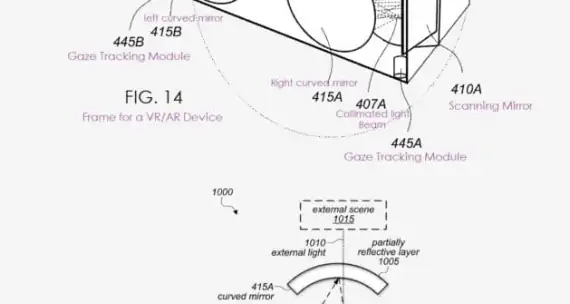 left curved mirror
415B
445B
Gaze Tracking Module
Right curved mirror
415A
407A
Collimated light
Beam
410A
Scanning Mirror
445A
Gaze Tracking Module
FIG. 14
Frame for a VR/AR Device
1000
external scene
1015
1010
external light
partially
reflective layer
1005
415A
curved mirror